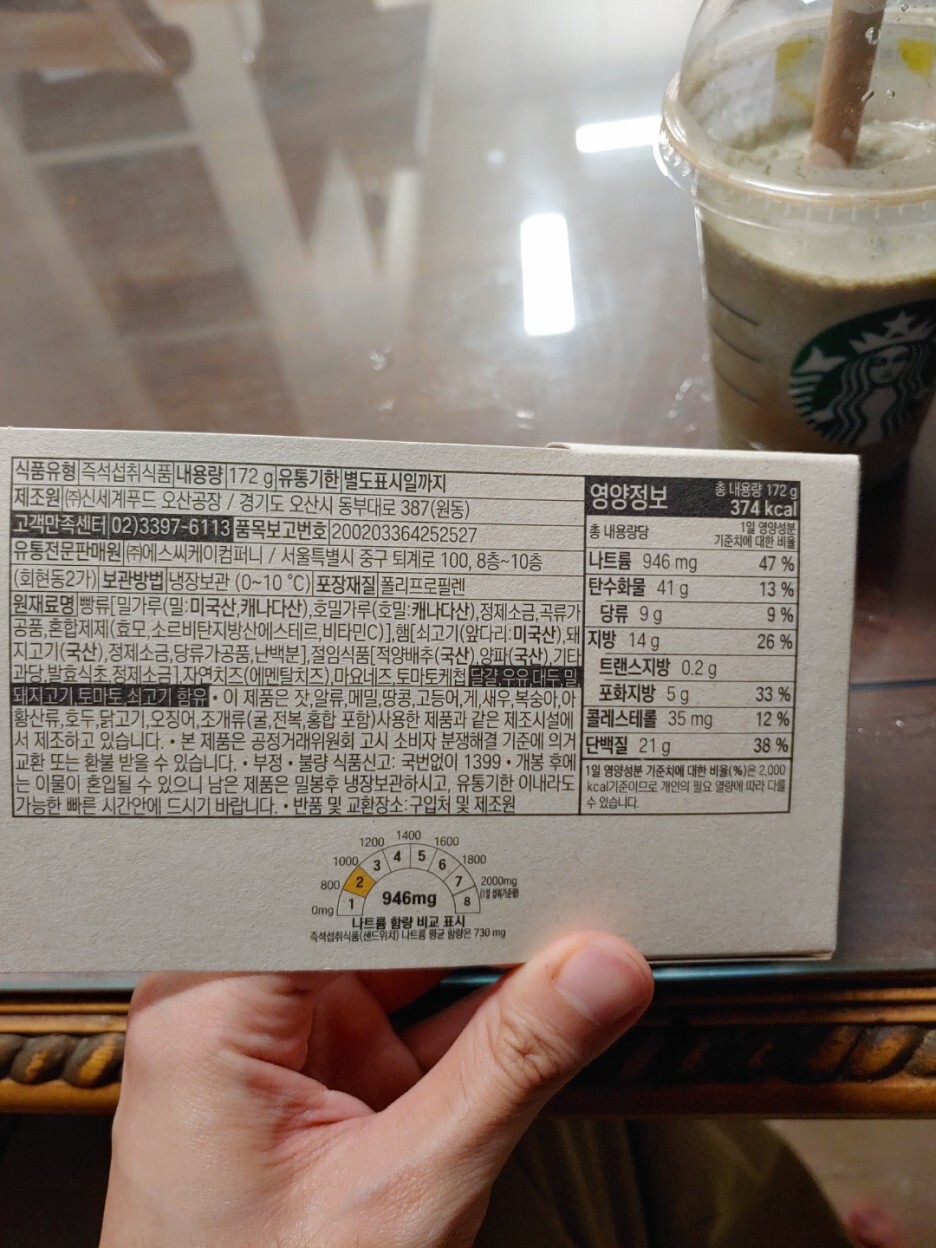 식품유형 즉석섭취식품 내용량 172 g 유통기한 별도표시일까지
제조원 ㈜신세계푸드 오산공장 / 경기도 오산시 동부대로 387(원동)
고객만족센터 02)3397-6113 품목보고번호 200203364252527
유통전문판매원 ㈜에스씨케이컴퍼니 / 서울특별시 중구 퇴계로 100, 8층~10층
(회현동2가) 보관방법 냉장보관 (0~10 ℃) 포장재질 폴리프로필렌
원재료명 빵류[밀가루(밀:미국산,캐나다산),호밀가루(호밀:캐나다산),정제소금,곡류가
공품,혼합제제(효모,소르비탄지방산에스테르,비타민C)],햄[쇠고기(앞다리:미국산),돼
지고기(국산),정제소금,당류가공품,난백분],절임식품[적양배추(국산),양파(국산),기타
과당,발효식초,정제소금],자연치즈(에멘탈치즈),마요네즈,토마토케첩 달걀,우유,대두,밀,
돼지고기,토마토,쇠고기 함유 • 이 제품은 잣,알류,메밀,땅콩,고등어,게,새우,복숭아,아
황산류,호두,닭고기,오징어,조개류(굴,전복,홍합 포함)사용한 제품과 같은 제조시설에
서 제조하고 있습니다. • 본 제품은 공정거래위원회 고시 소비자 분쟁해결 기준에 의거
교환 또는 환불 받을 수 있습니다. • 부정 • 불량 식품신고: 국번없이 1399 • 개봉 후에
는 이물이 혼입될 수 있으니 남은 제품은 밀봉후 냉장보관하시고, 유통기한 이내라도
가능한 빠른 시간안에 드시기 바랍니다. • 반품 및 교환장소:구입처 및 제조원
영양정보 총 내용량 172 g
374 kcal
총 내용량당 1일 영양성분
기준치에 대한 비율
나트륨 946 mg 47 %
탄수화물 41 g 13 %
당류 9 g 9 %
지방 14 g 26 %
트랜스지방 0.2 g
포화지방 5 g 33 %
콜레스테롤 35 mg 12 %
단백질 21 g 38 %
1일 영양성분 기준치에 대한 비율(%)은 2,000
kcal기준이므로 개인의 필요 열량에 따라 다를
수 있습니다.
0mg 800 1000 1200 1400 1600 1800 2000mg
(1일 섭취기준량)
1 2 3 4 5 6 7 8
946mg
나트륨 함량 비교 표시
즉석섭취식품(샌드위치) 나트륨 평균 함량은 730 mg